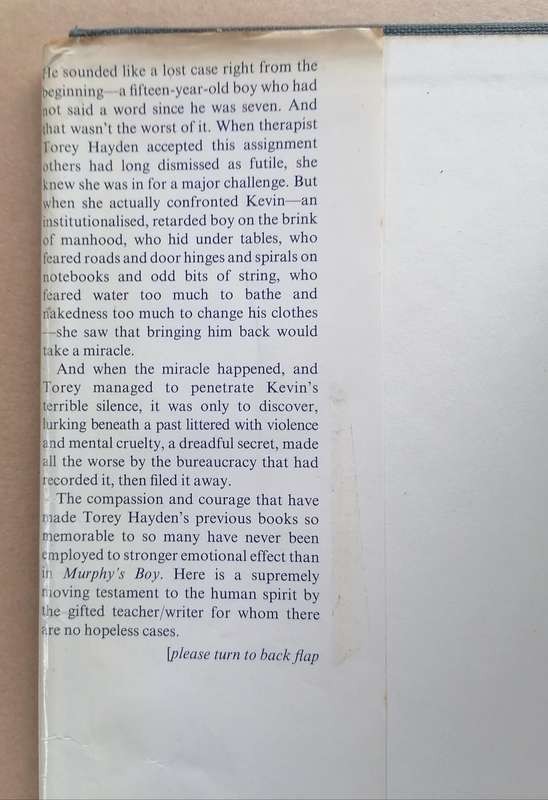 He sounded like a lost case right from the
beginning—a fifteen-year-old boy who had
not said a word since he was seven. And
that wasn't the worst of it. When therapist
Torey Hayden accepted this assignment
others had long dismissed as futile, she
knew she was in for a major challenge. But
when she actually confronted Kevin—an
institutionalised, retarded boy on the brink
of manhood, who hid under tables, who
feared roads and door hinges and spirals on
notebooks and odd bits of string, who
feared water too much to bathe and
nakedness too much to change his clothes
—she saw that bringing him back would
take a miracle.
And when the miracle happened, and
Torey managed to penetrate Kevin's
terrible silence, it was only to discover,
lurking beneath a past littered with violence
and mental cruelty, a dreadful secret, made
all the worse by the bureaucracy that had
recorded it, then filed it away.
The compassion and courage that have
made Torey Hayden's previous books so
memorable to so many have never been
employed to stronger emotional effect than
in Murphy's Boy. Here is a supremely
moving testament to the human spirit by
the gifted teacher/writer for whom there
are no hopeless cases.
[please turn to back flap